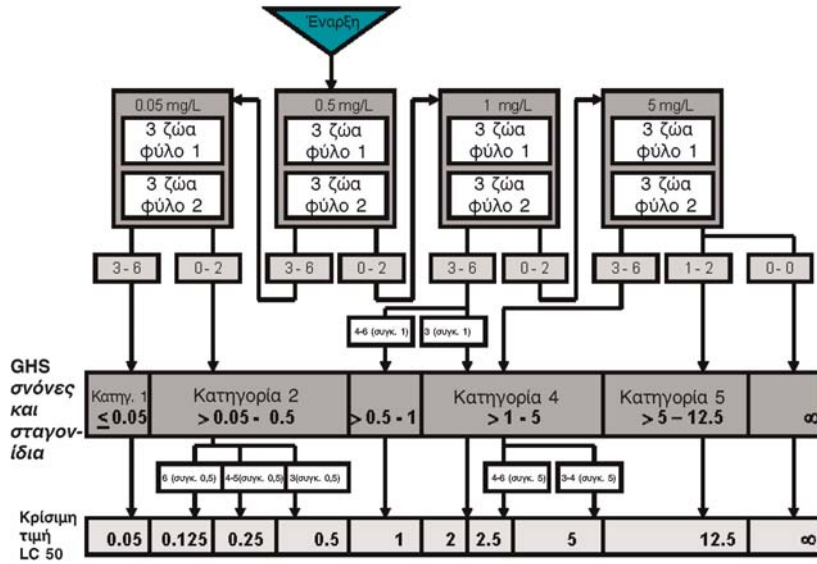 Έναρξη
0.05 mg/L
0.5 mg/L
1 mg/L
5 mg/L
3 ζώα
φύλο 1
3 ζώα
φύλο 1
3 ζώα
φύλο 1
3 ζώα
φύλο 1
3 ζώα
φύλο 2
3 ζώα
φύλο 2
3 ζώα
φύλο 2
3 ζώα
φύλο 2
3 - 6
0 - 2
3 - 6
0 - 2
3 - 6
0 - 2
3 - 6
1 - 2
0 - 0
4-6 (συγκ. 1)
3 (συγκ. 1)
GHS
σνόνες
και
σταγον-
ίδια
Κατηγ. 1
≤ 0.05
Κατηγορία 2
> 0.05 - 0.5
> 0.5 - 1
Κατηγορία 4
> 1 - 5
Κατηγορία 5
> 5 – 12.5
∞
6 (συγκ. 0,5)
4-5(συγκ. 0,5)
3(συγκ. 0,5)
4-6 (συγκ. 5)
3-4 (συγκ. 5)
Κρίσιμη
τιμή
LC 50
0.05
0.125
0.25
0.5
1
2
2.5
5
12.5
∞